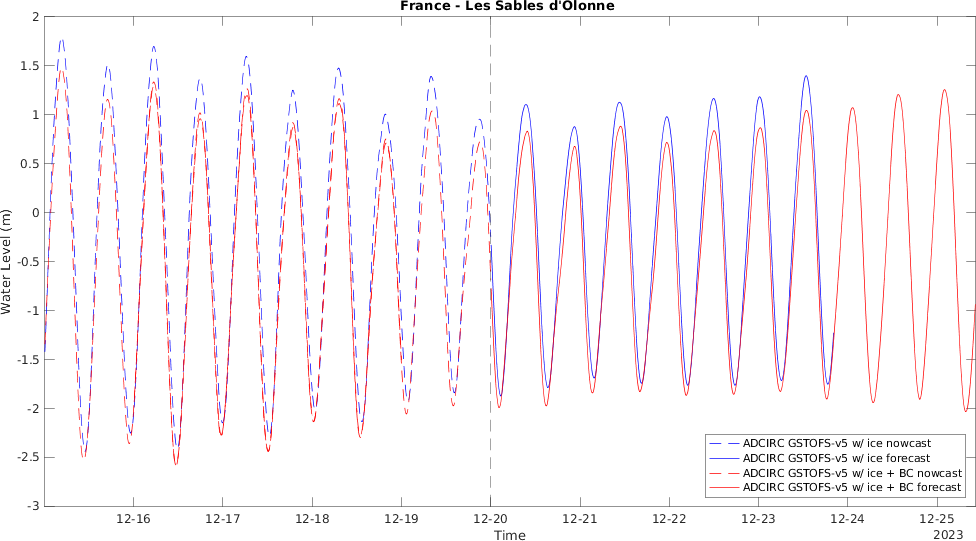 France - Les Sables d'Olonne
2
1.5
1
0.5
0
-0.5
-1
-1.5
-2
-2.5
-3
Water Level (m)
ADCIRC GSTOFS-v5 w/ ice nowcast
ADCIRC GSTOFS-v5 w/ ice forecast
ADCIRC GSTOFS-v5 w/ ice + BC nowcast
ADCIRC GSTOFS-v5 w/ ice + BC forecast
12-16 12-17 12-18 12-19 12-20 12-21 12-22 12-23 12-24 12-25
Time 2023